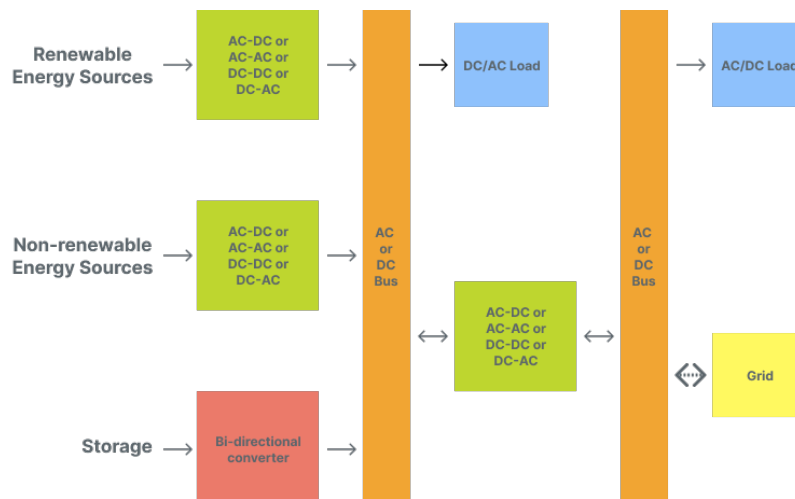 Renewable
Energy Sources
AC-DC or
AC-AC or
DC-DC or
DC-AC
DC/AC Load
AC/DC Load
Non-renewable
Energy Sources
AC-DC or
AC-AC or
DC-DC or
DC-AC
AC
or
DC
Bus
AC-DC or
AC-AC or
DC-DC or
DC-AC
AC
or
DC
Bus
Grid
Storage
Bi-directional
converter